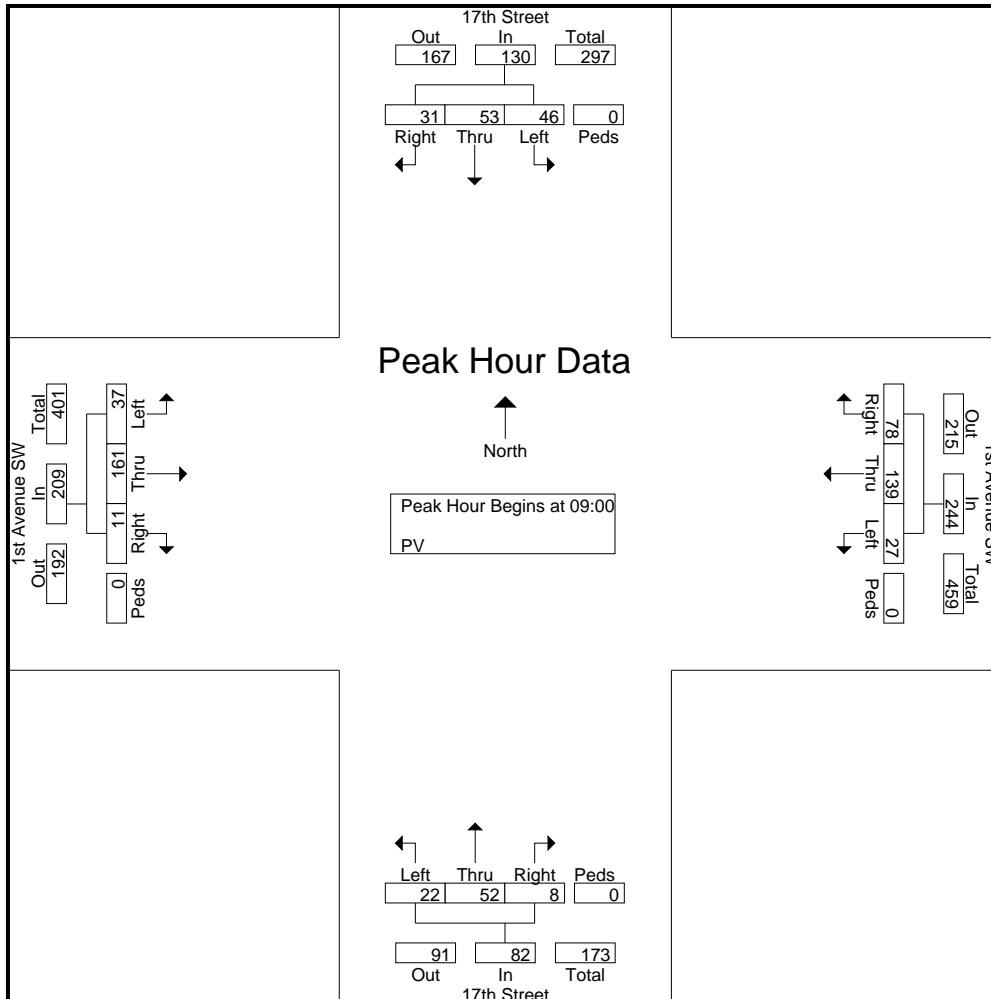 17th Street
Out In Total
167 130 297
31 53 46 0
Right Thru Left Peds
Peak Hour Data
North
Peak Hour Begins at 09:00
PV
1st Avenue SW
Total In Out
401 209 192
37 161 11 0
Left Thru Right Peds
1st Avenue SW
Out In Total
215 244 459
78 139 27 0
Right Thru Left Peds
Left Thru Right Peds
22 52 8 0
91 82 173
Out In Total
17th Street